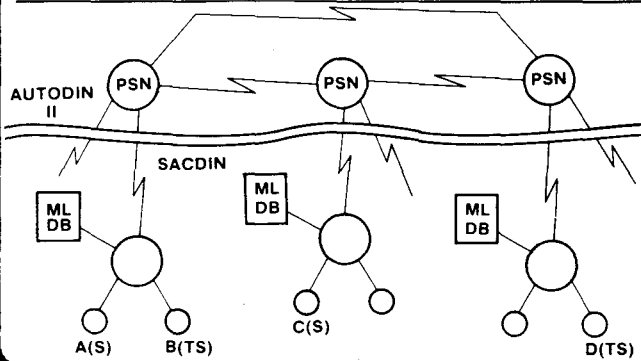 PSN
PSN
PSN
AUTODIN
II
SACDIN
ML
DB
ML
DB
ML
DB
A(S)
B(TS)
C(S)
D(TS)